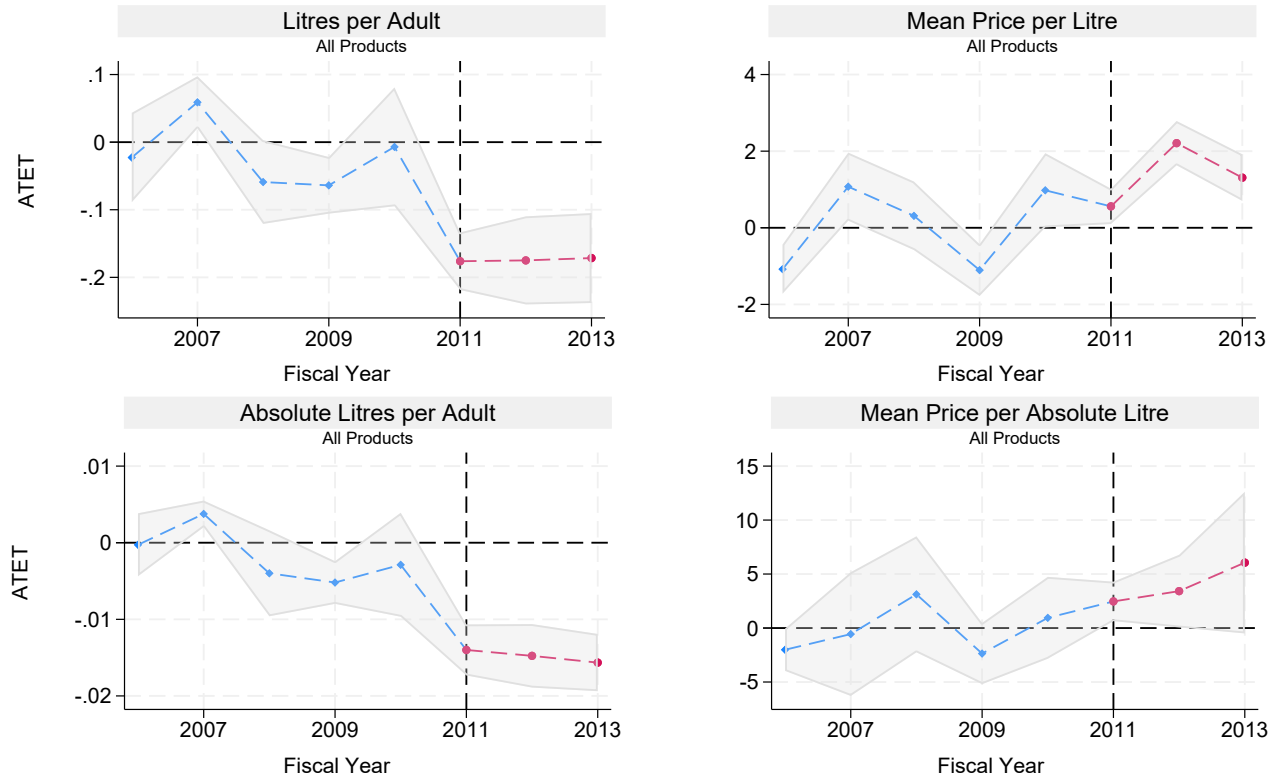 Litres per Adult
All Products
ATET
.1
0
-.1
-.2
2007 2009 2011 2013
Fiscal Year
Mean Price per Litre
All Products
4
2
0
-2
2007 2009 2011 2013
Fiscal Year
Absolute Litres per Adult
All Products
ATET
.01
0
-.01
-.02
2007 2009 2011 2013
Fiscal Year
Mean Price per Absolute Litre
All Products
15
10
5
0
-5
2007 2009 2011 2013
Fiscal Year